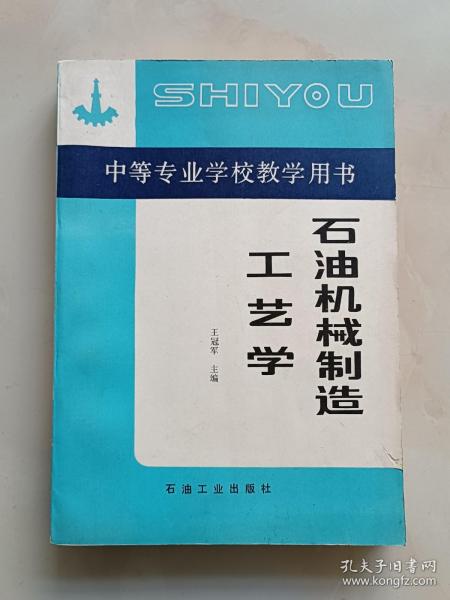 SHIYOU
中等专业学校教学用书
石油机械制造
工艺学
王冠军 主编
石油工业出版社
孔夫子旧书网
www.kongfz.com